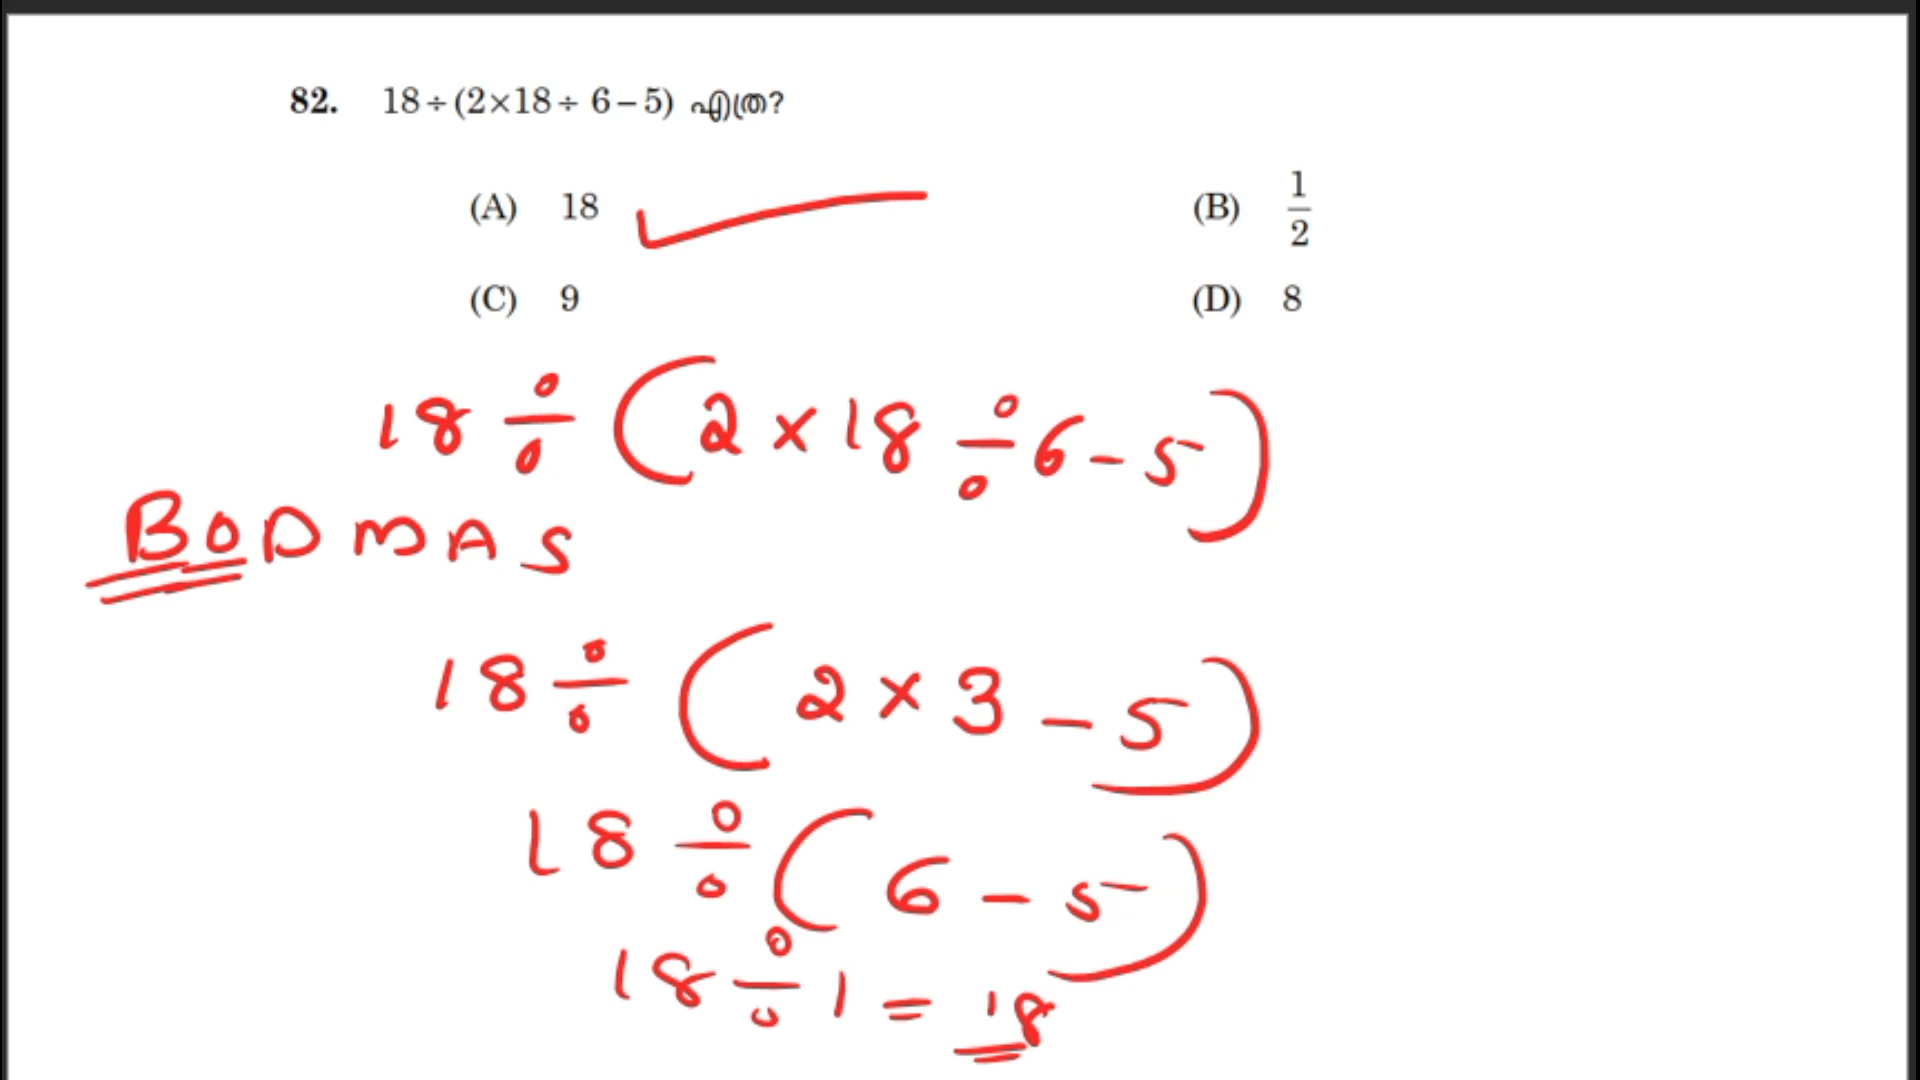 82. 18÷(2×18÷ 6–5) എത്ര?
(A) 18 (B) 1/2
(C) 9 (D) 8
18 ÷ (2 × 18 ÷ 6 - 5)
BODMAS
18 ÷ (2 × 3 - 5)
18 ÷ (6 - 5)
18 ÷ 1 = 18